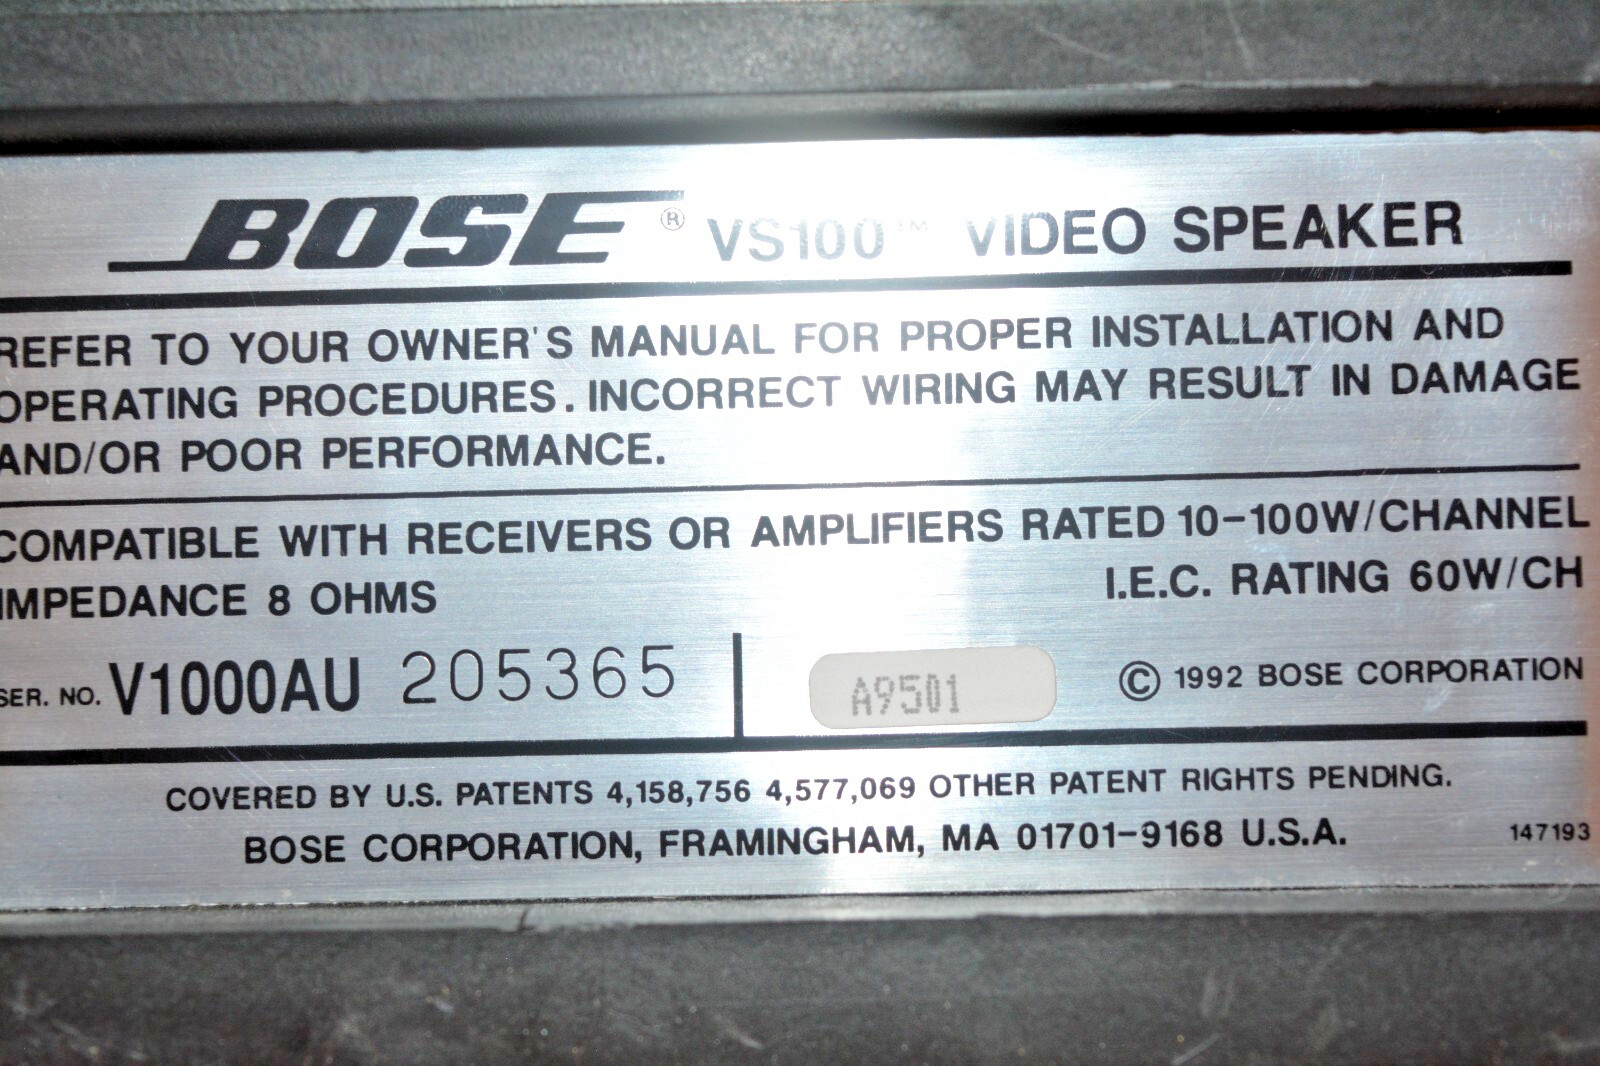 BOSE® VS100™ VIDEO SPEAKER
REFER TO YOUR OWNER'S MANUAL FOR PROPER INSTALLATION AND
OPERATING PROCEDURES. INCORRECT WIRING MAY RESULT IN DAMAGE
AND/OR POOR PERFORMANCE.
COMPATIBLE WITH RECEIVERS OR AMPLIFIERS RATED 10-100W/CHANNEL
IMPEDANCE 8 OHMS I.E.C. RATING 60W/CH
SER. NO. V1000AU 205365 A9501 © 1992 BOSE CORPORATION
COVERED BY U.S. PATENTS 4,158,756 4,577,069 OTHER PATENT RIGHTS PENDING.
BOSE CORPORATION, FRAMINGHAM, MA 01701-9168 U.S.A. 147193